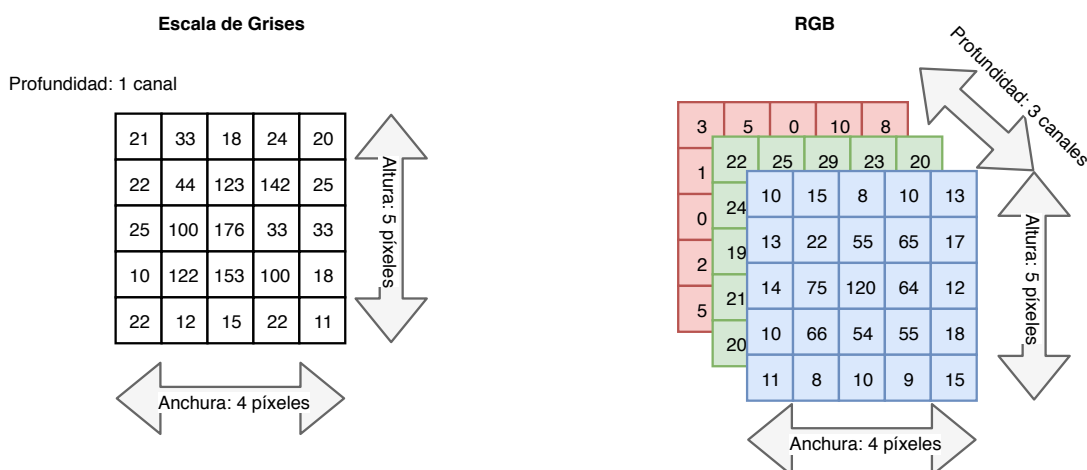 Escala de Grises
Profundidad: 1 canal
21 33 18 24 20
22 44 123 142 25
25 100 176 33 33
10 122 153 100 18
22 12 15 22 11
Altura: 5 píxeles
Anchura: 4 píxeles
RGB
Profundidad: 3 canales
3 5 0 10 8
1
0
2
5
22 25 29 23 20
24
19
21
20
10 15 8 10 13
13 22 55 65 17
14 75 120 64 12
10 66 54 55 18
11 8 10 9 15
Altura: 5 píxeles
Anchura: 4 píxeles